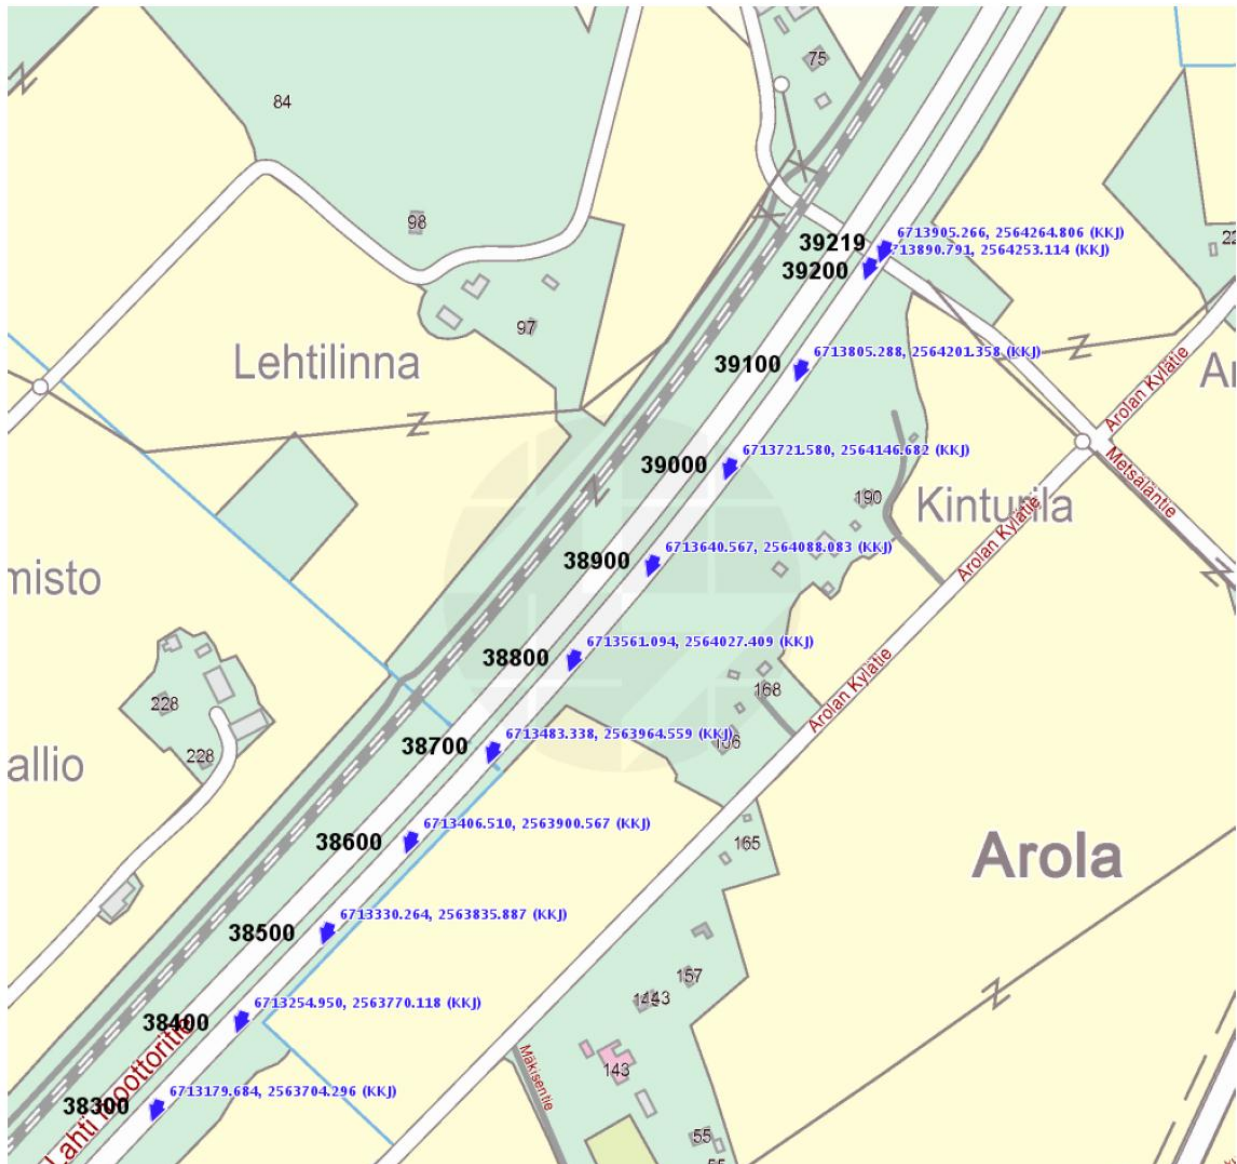 75
84
98
39219
6713905.266, 2564264.806 (KKJ)
713890.791, 2564253.114 (KKJ)
39200
97
Lehtilinna
39100
6713805.288, 2564201.358 (KKJ)
Arolan Kylätie
39000
6713721.580, 2564146.682 (KKJ)
Metsäläntie
190
Kinturila
Arolan Kylätie
38900
6713640.567, 2564088.083 (KKJ)
misto
38800
6713561.094, 2564027.409 (KKJ)
168
Arolan Kylätie
228
38700
6713483.338, 2563964.559 (KKJ)
228
allio
38600
6713406.510, 2563900.567 (KKJ)
165
Arola
38500
6713330.264, 2563835.887 (KKJ)
157
143
38400
6713254.950, 2563770.118 (KKJ)
Lahti Moottoritie
Mäkisentie
143
38300
6713179.684, 2563704.296 (KKJ)
55